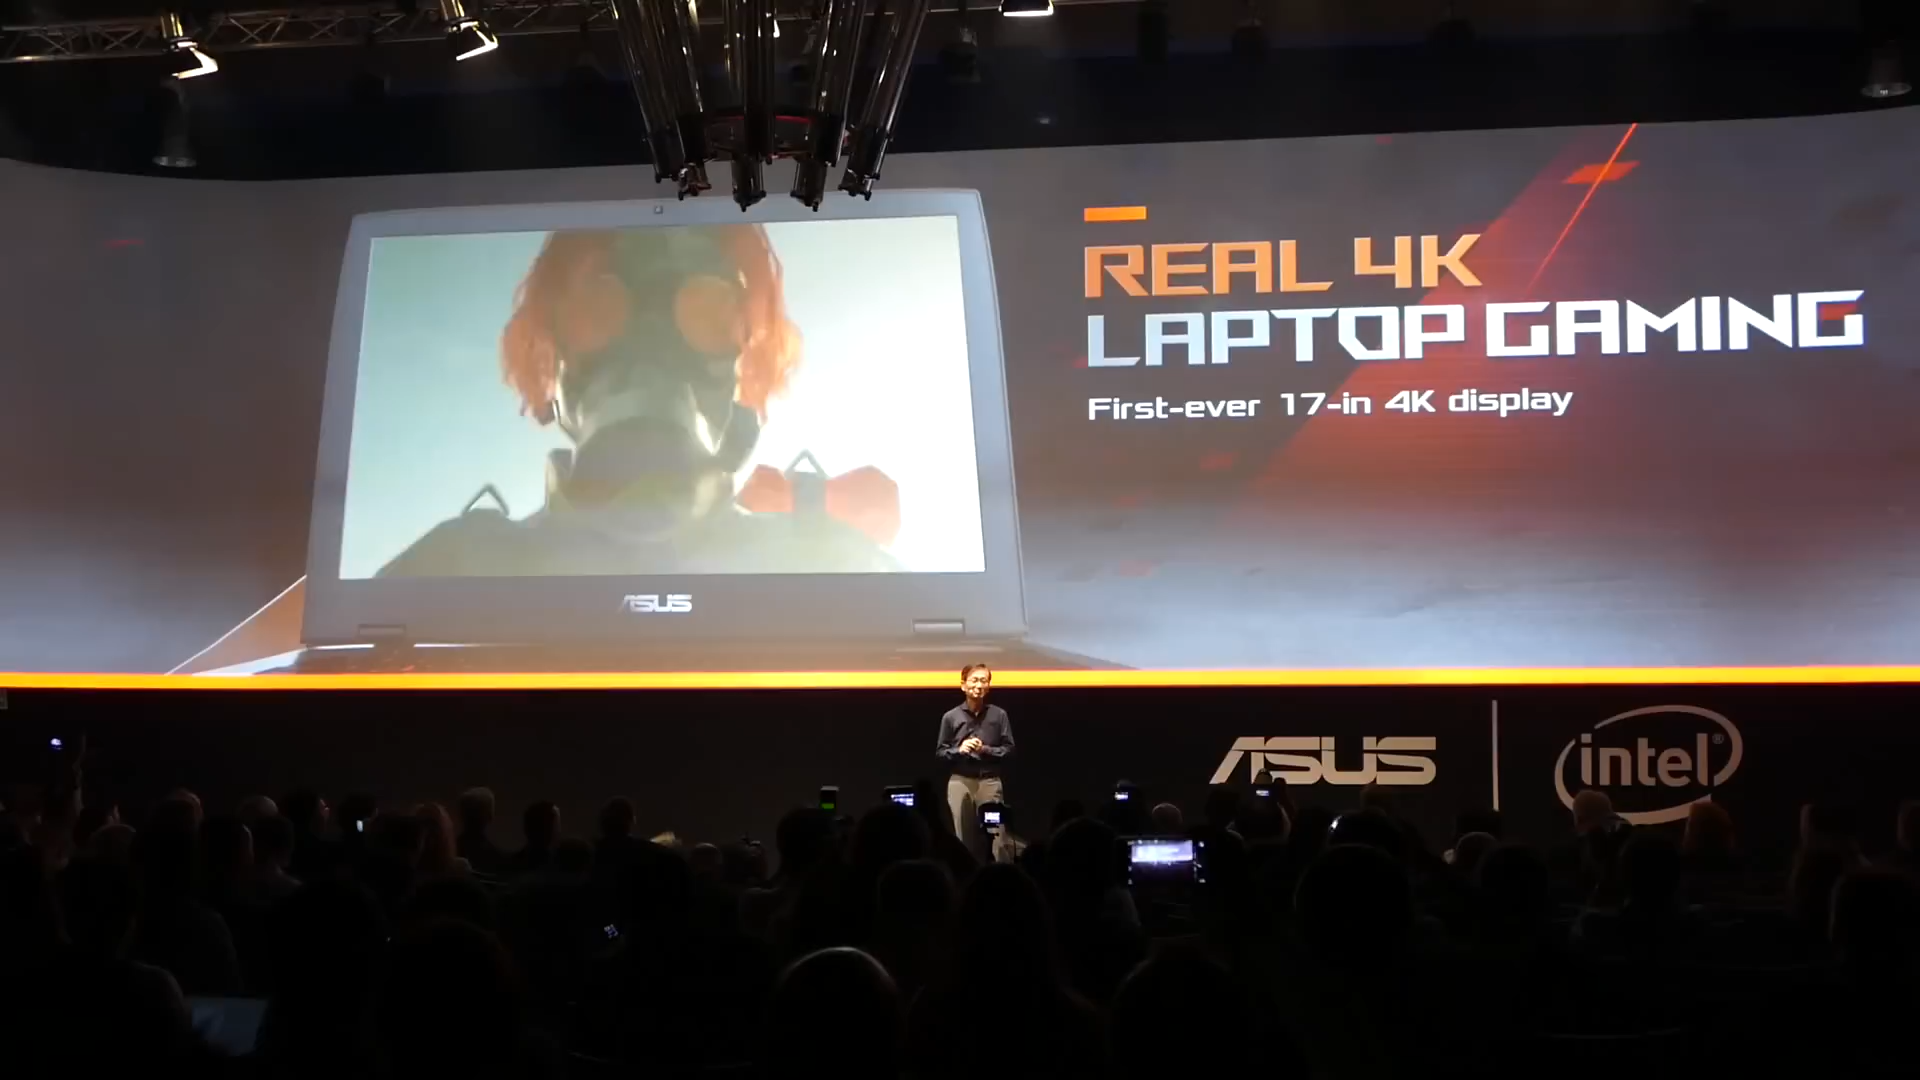 REAL 4K
LAPTOP GAMING
First-ever 17-in 4K display
ASUS
ASUS
intel®